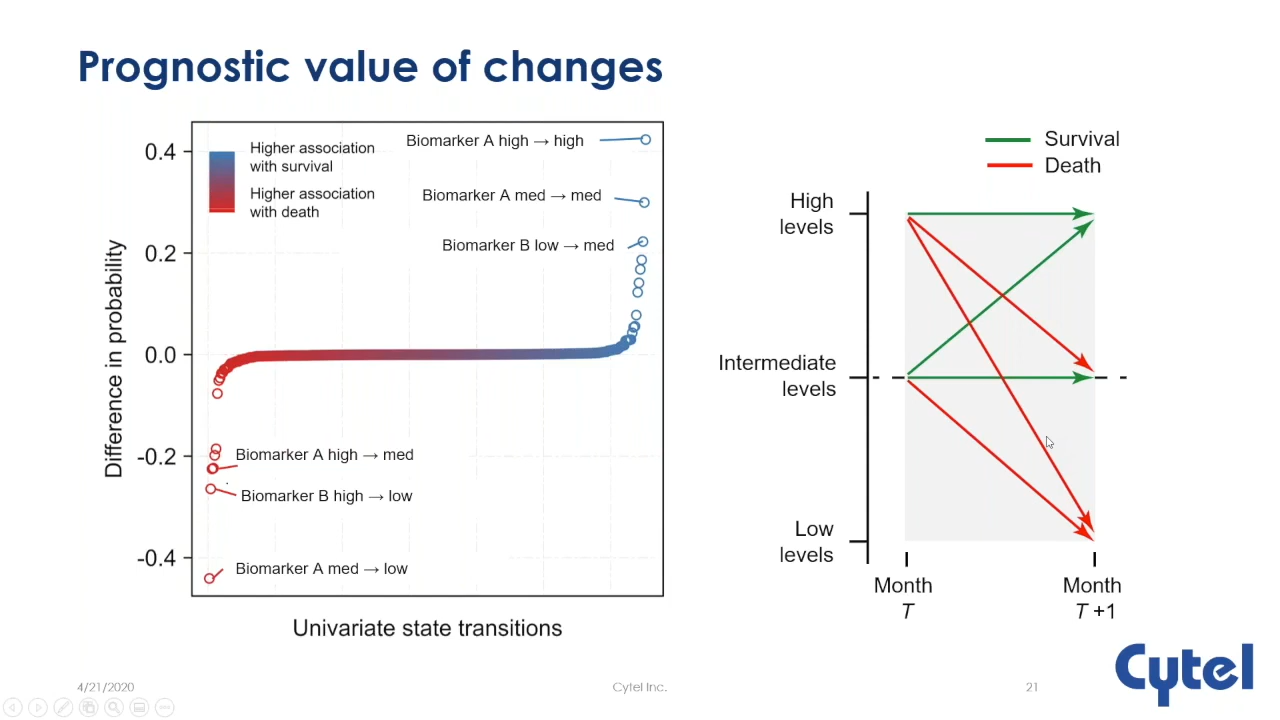 Prognostic value of changes
Difference in probability
0.4
0.2
0.0
-0.2
-0.4
Higher association
with survival
Higher association
with death
Biomarker A high → high
Biomarker A med → med
Biomarker B low → med
Biomarker A high → med
Biomarker B high → low
Biomarker A med → low
Univariate state transitions
Survival
Death
High
levels
Intermediate
levels
Low
levels
Month
T
Month
T +1
4/21/2020
Cytel Inc.
21
Cytel